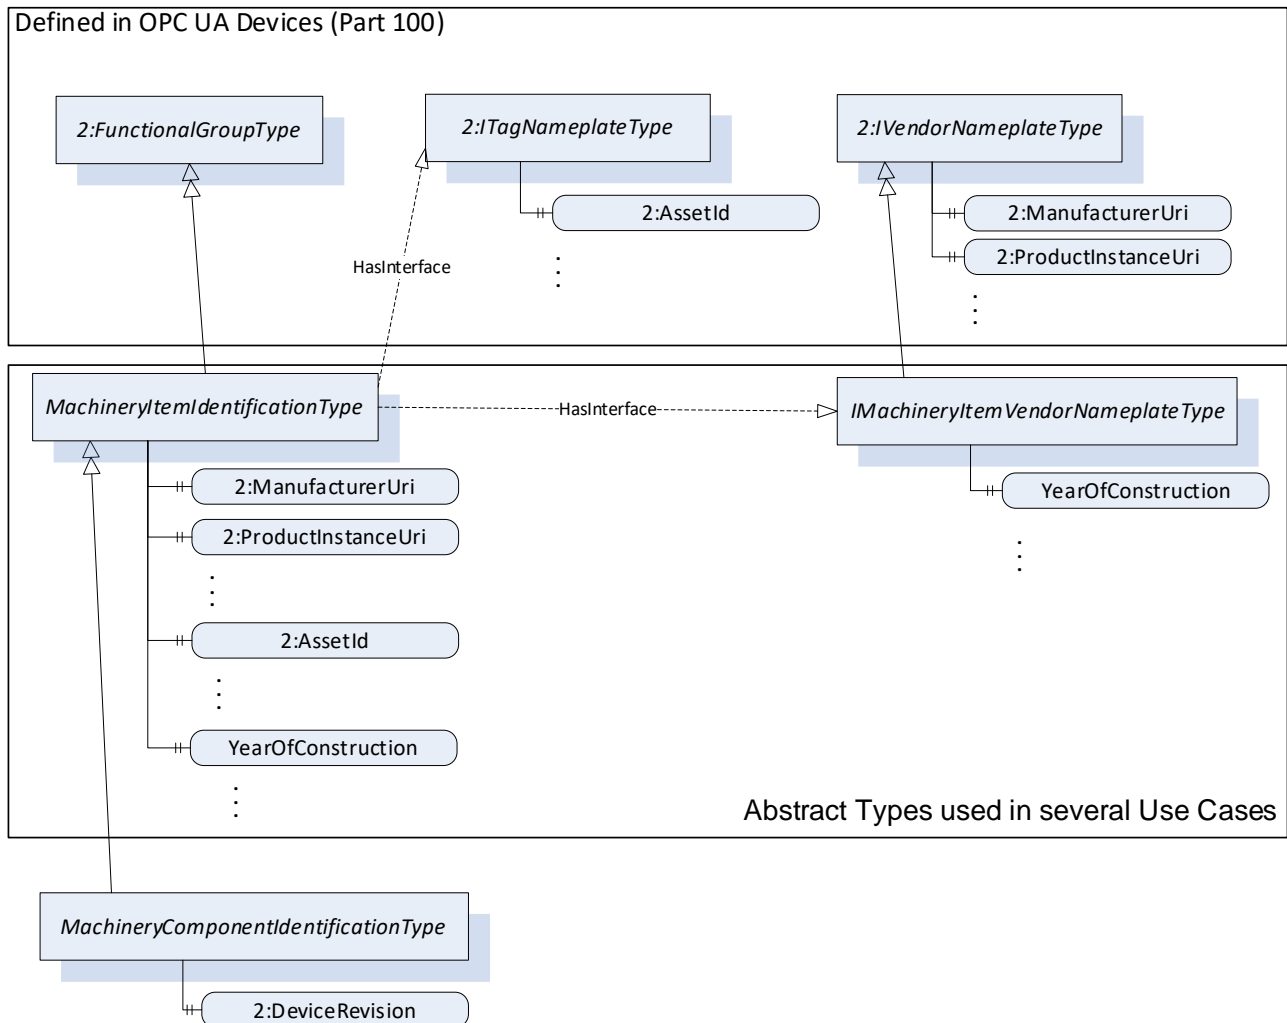 Defined in OPC UA Devices (Part 100)
2:FunctionalGroupType
2:ITagNameplateType
2:IVendorNameplateType
2:AssetId
2:ManufacturerUri
2:ProductInstanceUri
HasInterface
MachineryItemIdentificationType
HasInterface
IMachineryItemVendorNameplateType
2:ManufacturerUri
YearOfConstruction
2:ProductInstanceUri
2:AssetId
YearOfConstruction
Abstract Types used in several Use Cases
MachineryComponentIdentificationType
2:DeviceRevision